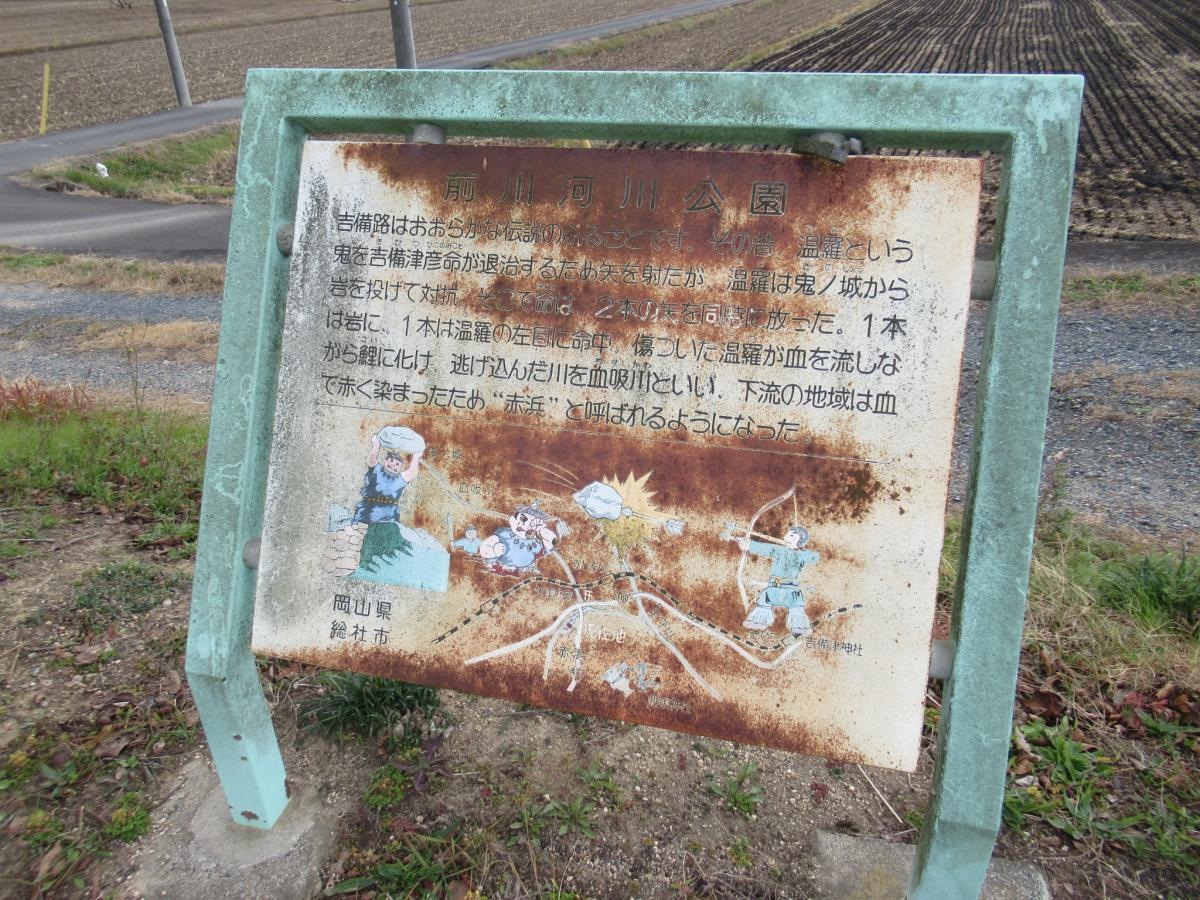 前川河川公園
吉備路はおおらかな伝説のふるさとです。その昔 温羅という
鬼を吉備津彦命が退治するため矢を射たが 温羅は鬼ノ城から
岩を投げて対抗。そこで命は、2本の矢を同時に放った。1本
は岩に、1本は温羅の左目に命中。傷ついた温羅が血を流しな
がら鯉に化け 逃げ込んだ川を血吸川といい、下流の地域は血
で赤く染まったため“赤浜”と呼ばれるようになった。
血吸川
岡山県
総社市
現在地
赤浜
吉備津神社